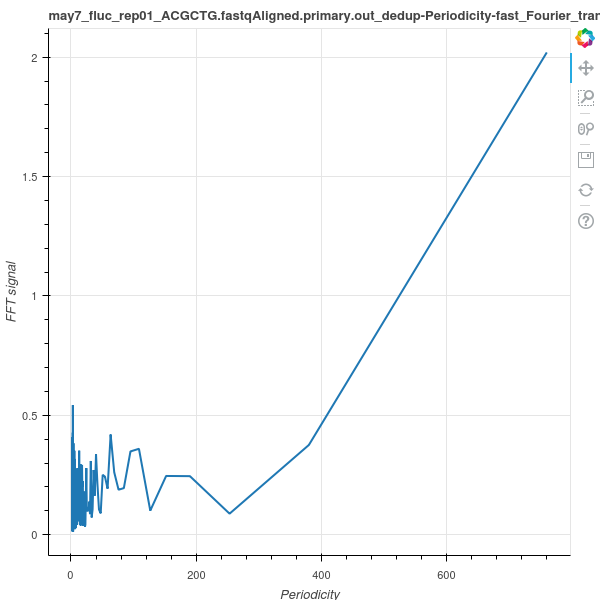 may7_fluc_rep01_ACGCTG.fastqAligned.primary.out_dedup-Periodicity-fast_Fourier_tran
2
1.5
1
0.5
0
FFT signal
0 200 400 600
Periodicity
?